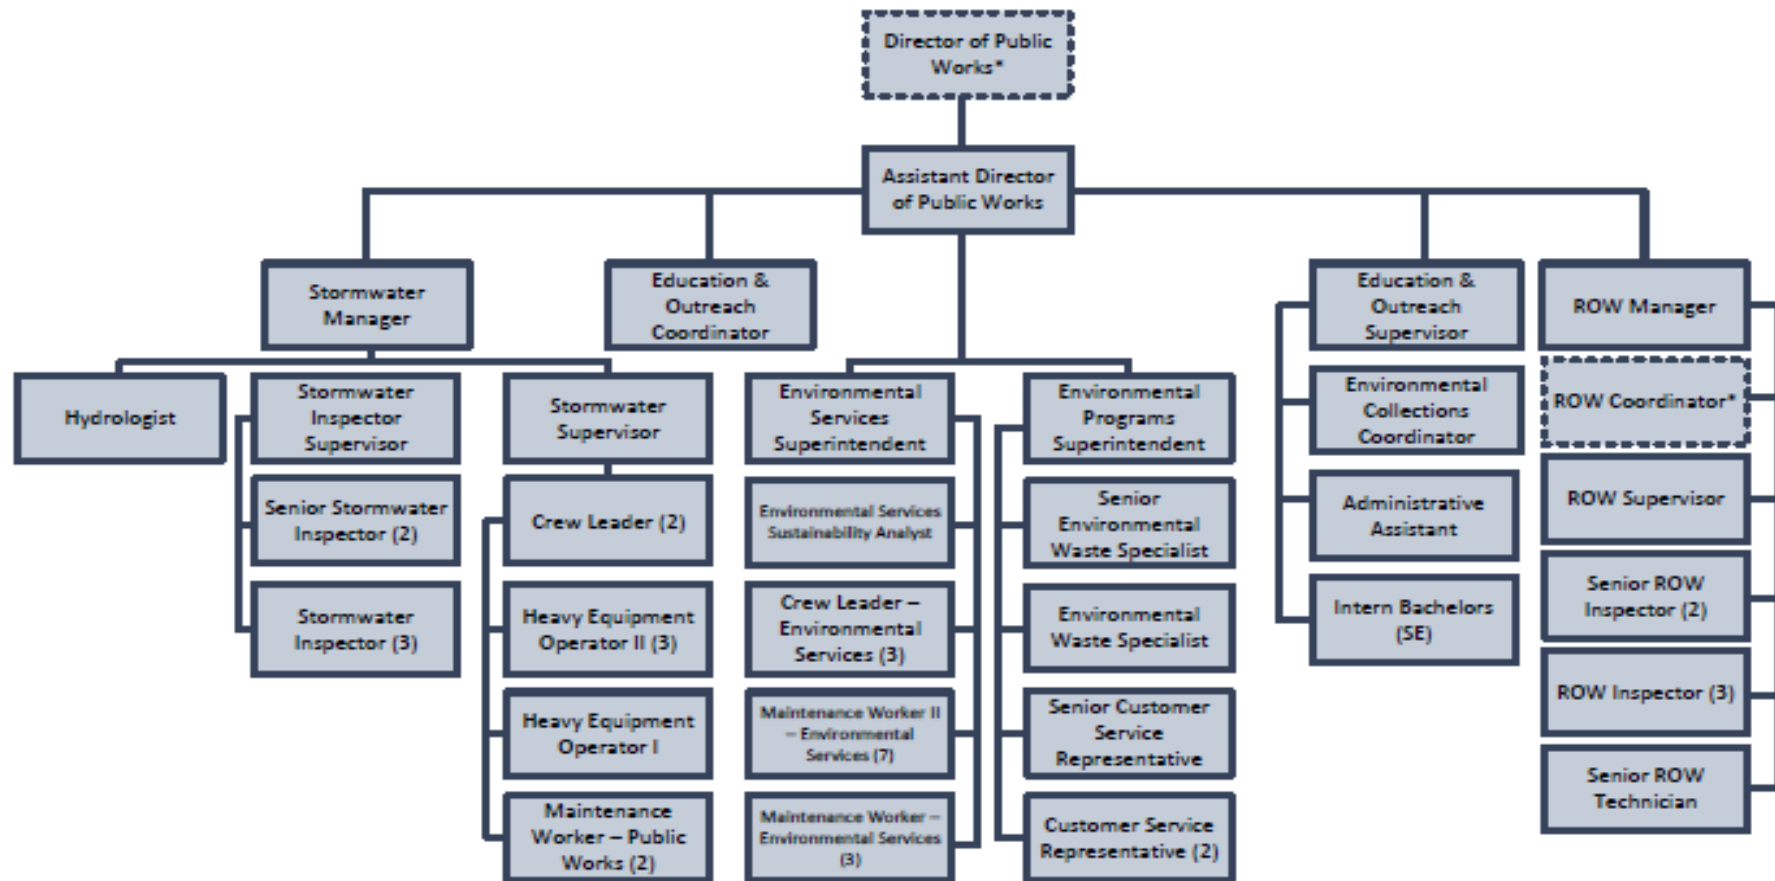 Director of Public
Works*
Assistant Director
of Public Works
Stormwater
Manager
Education &
Outreach
Coordinator
Education &
Outreach
Supervisor
ROW Manager
Hydrologist
Stormwater
Inspector
Supervisor
Stormwater
Supervisor
Environmental
Services
Superintendent
Environmental
Programs
Superintendent
Environmental
Collections
Coordinator
ROW Coordinator*
Senior Stormwater
Inspector (2)
Crew Leader (2)
Environmental Services
Sustainability Analyst
Senior
Environmental
Waste Specialist
Administrative
Assistant
ROW Supervisor
Stormwater
Inspector (3)
Heavy Equipment
Operator II (3)
Crew Leader –
Environmental
Services (3)
Environmental
Waste Specialist
Intern Bachelors
(SE)
Senior ROW
Inspector (2)
Heavy Equipment
Operator I
Maintenance Worker II
– Environmental
Services (7)
Senior Customer
Service
Representative
ROW Inspector (3)
Maintenance
Worker – Public
Works (2)
Maintenance Worker –
Environmental Services
(3)
Customer Service
Representative (2)
Senior ROW
Technician